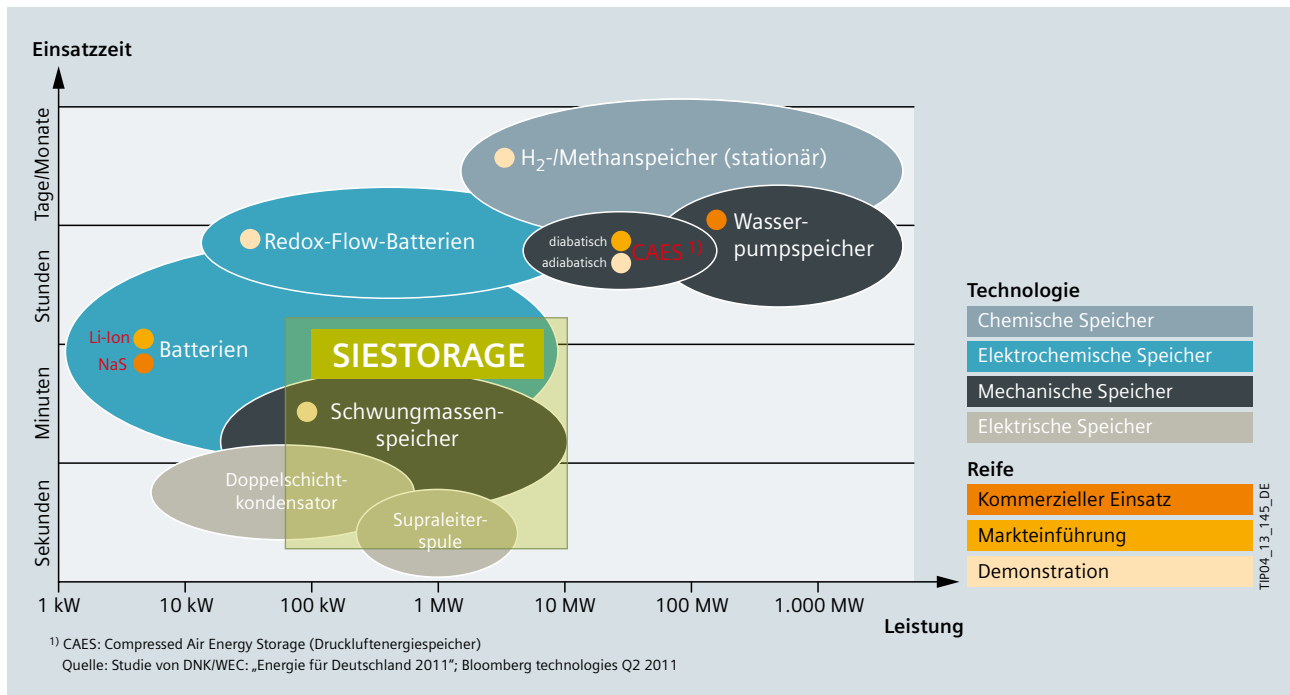 Einsatzzeit
Tage/Monate
Stunden
Minuten
Sekunden
H2-/Methanspeicher (stationär)
Wasser-
pumpspeicher
diabatisch
adiabatisch
CAES 1)
Redox-Flow-Batterien
Li-Ion
NaS
Batterien
SIESTORAGE
Schwungmassen-
speicher
Doppelschicht-
kondensator
Supraleiter-
spule
1 kW 10 kW 100 kW 1 MW 10 MW 100 MW 1.000 MW
Leistung
Technologie
Chemische Speicher
Elektrochemische Speicher
Mechanische Speicher
Elektrische Speicher
Reife
Kommerzieller Einsatz
Markteinführung
Demonstration
TIP04_13_145_DE
1) CAES: Compressed Air Energy Storage (Druckluftenergiespeicher)
Quelle: Studie von DNK/WEC: „Energie für Deutschland 2011“; Bloomberg technologies Q2 2011